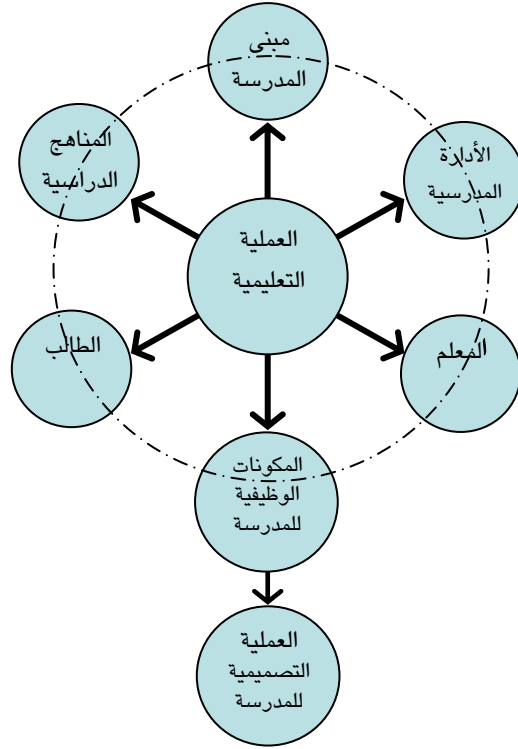 مبنى
المدرسة
المناهج
الدراسية
الأدارة
المدرسية
العملية
التعليمية
الطالب
المعلم
المكونات
الوظيفية
للمدرسة
العملية
التصميمية
للمدرسة